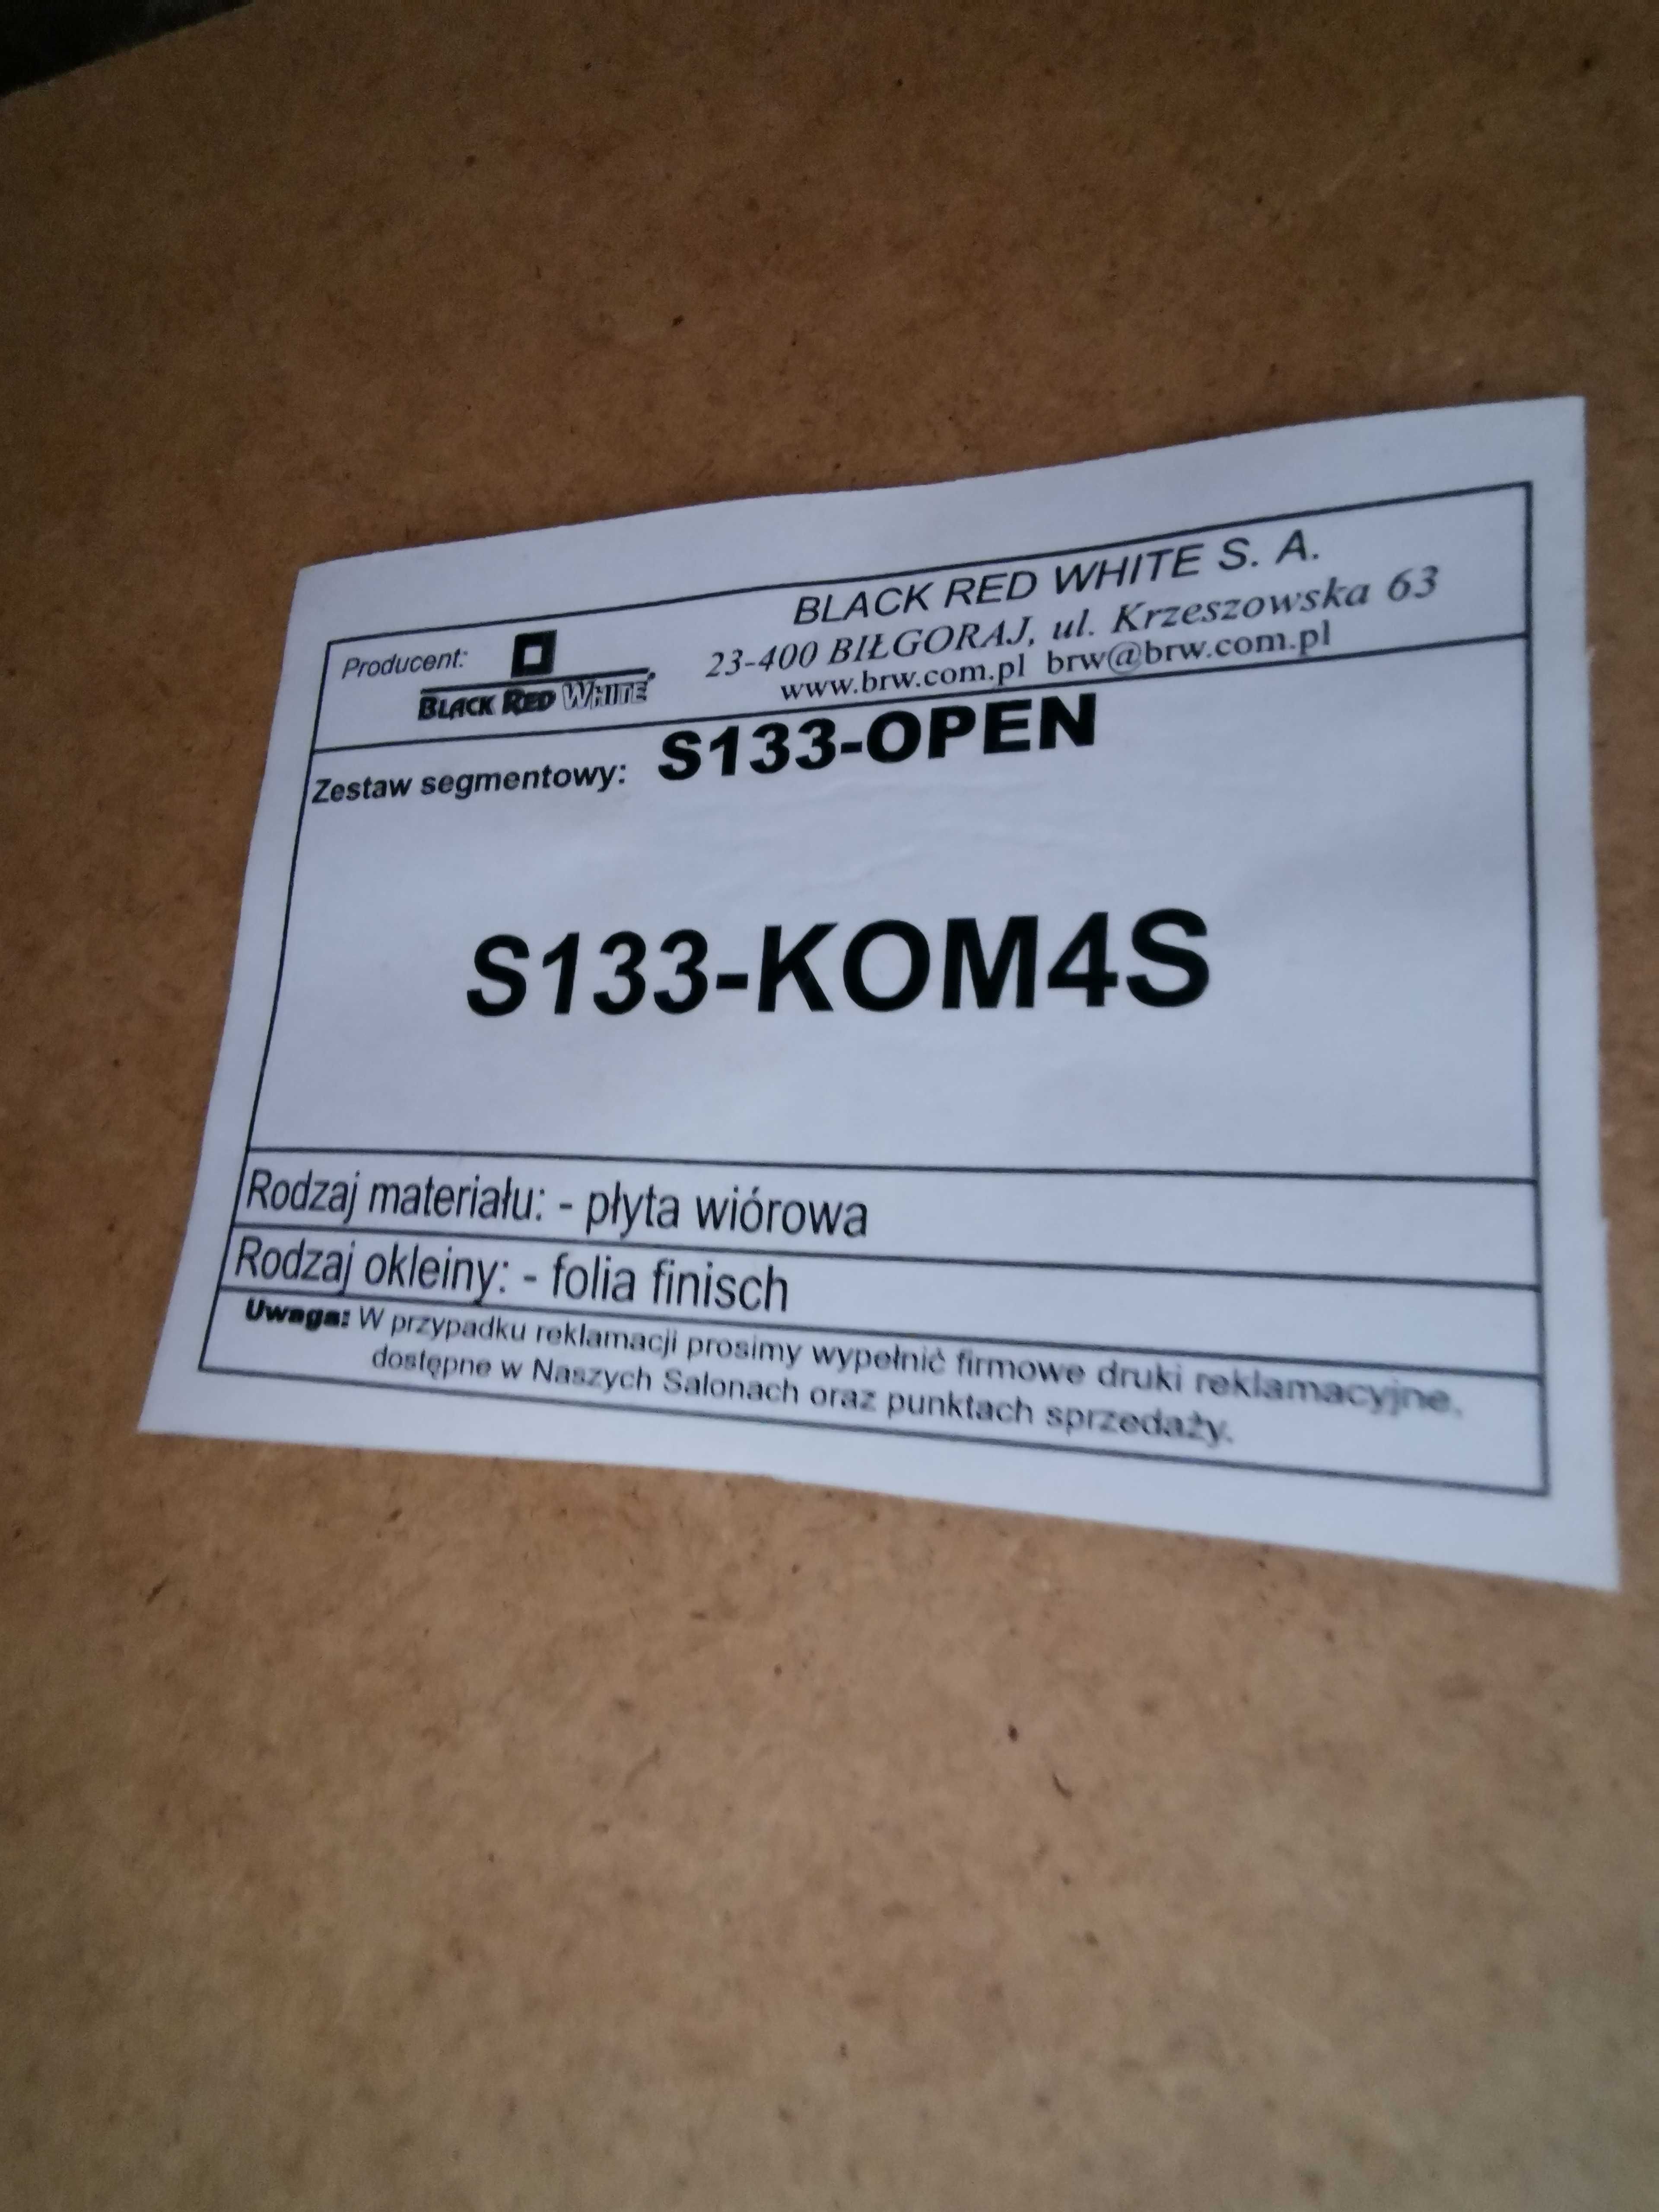 BLACK RED WHITE S. A.
Producent:
BLACK RED WHITE
23-400 BIŁGORAJ, ul. Krzeszowska 63
www.brw.com.pl brw@brw.com.pl
Zestaw segmentowy: S133-OPEN
S133-KOM4S
Rodzaj materiału: - płyta wiórowa
Rodzaj okleiny: - folia finisch
Uwaga: W przypadku reklamacji prosimy wypełnić firmowe druki reklamacyjne,
dostępne w Naszych Salonach oraz punktach sprzedaży.